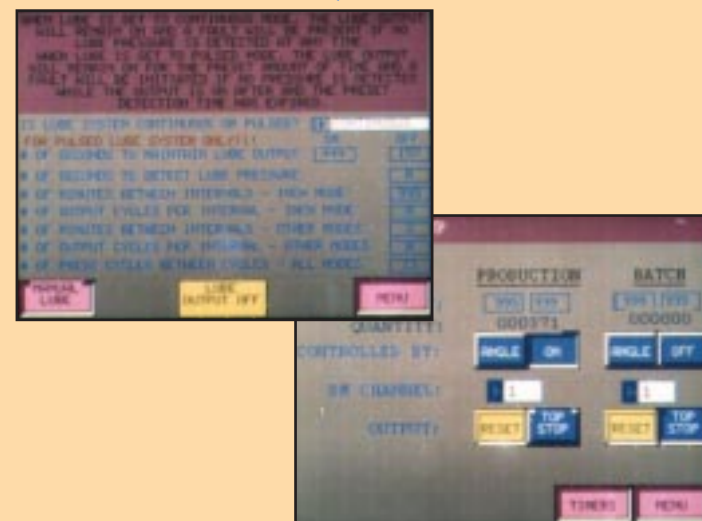 WHEN LUBE IS SET TO CONTINUOUS MODE, THE LUBE OUTPUT
WILL REMAIN ON AND A FAULT WILL BE PRESENT IF NO
LUBE PRESSURE IS DETECTED AT ANY TIME.
WHEN LUBE IS SET TO PULSED MODE, THE LUBE OUTPUT
WILL REMAIN ON FOR THE PRESET AMOUNT OF TIME AND A
FAULT WILL BE INITIATED IF NO PRESSURE IS DETECTED
WHILE THE OUTPUT IS ON AFTER AND THE PRESET
DETECTION TIME HAS EXPIRED.
IS LUBE SYSTEM CONTINUOUS OR PULSED?
FOR PULSED LUBE SYSTEM ONLY!!! ON OFF
# OF SECONDS TO MAINTAIN LUBE OUTPUT 999
# OF SECONDS TO DETECT LUBE PRESSURE
# OF MINUTES BETWEEN INTERVALS - INCH MODE
# OF OUTPUT CYCLES PER INTERVAL - INCH MODE
# OF MINUTES BETWEEN INTERVALS - OTHER MODES
# OF OUTPUT CYCLES PER INTERVAL - OTHER MODES
# OF PRESS CYCLES BETWEEN CYCLES - ALL MODES
MANUAL LUBE
LUBE OUTPUT OFF
MENU
PRODUCTION BATCH
999 999 999 999
QUANTITY: 000371 000000
CONTROLLED BY: ANGLE ON ANGLE OFF
CHANNEL: 1 1
OUTPUT: RESET TOP STOP RESET TOP STOP
TIMERS MENU